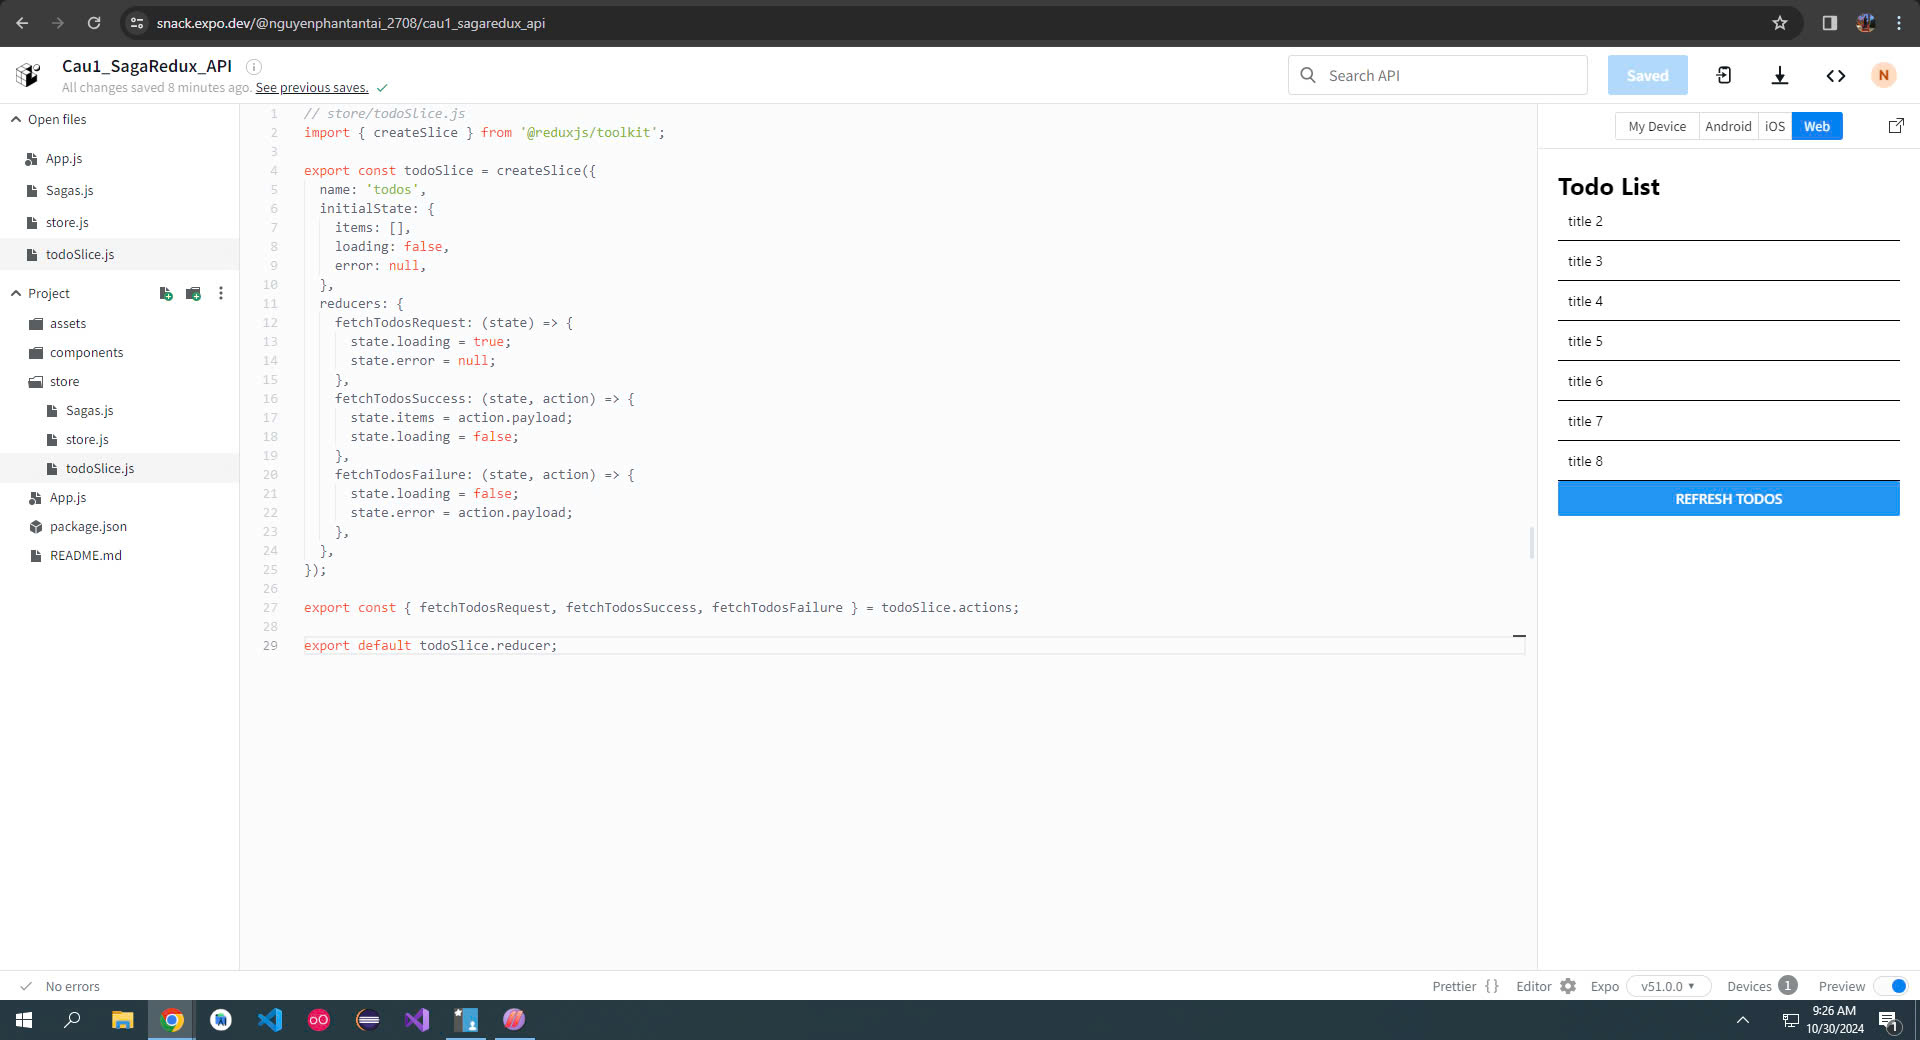 snack.expo.dev/@nguyenphantantai_2708/cau1_sagaredux_api
Cau1_SagaRedux_API
All changes saved 8 minutes ago. See previous saves.
Search API
Saved
N
Open files
App.js
Sagas.js
store.js
todoSlice.js
Project
assets
components
store
Sagas.js
store.js
todoSlice.js
App.js
package.json
README.md
1 // store/todoSlice.js
2 import { createSlice } from '@reduxjs/toolkit';
3
4 export const todoSlice = createSlice({
5 name: 'todos',
6 initialState: {
7 items: [],
8 loading: false,
9 error: null,
10 },
11 reducers: {
12 fetchTodosRequest: (state) => {
13 state.loading = true;
14 state.error = null;
15 },
16 fetchTodosSuccess: (state, action) => {
17 state.items = action.payload;
18 state.loading = false;
19 },
20 fetchTodosFailure: (state, action) => {
21 state.loading = false;
22 state.error = action.payload;
23 },
24 },
25 });
26
27 export const { fetchTodosRequest, fetchTodosSuccess, fetchTodosFailure } = todoSlice.actions;
28
29 export default todoSlice.reducer;
My Device Android iOS Web
Todo List
title 2
title 3
title 4
title 5
title 6
title 7
title 8
REFRESH TODOS
No errors
Prettier {} Editor Expo v51.0.0 Devices 1 Preview
9:26 AM
10/30/2024
1